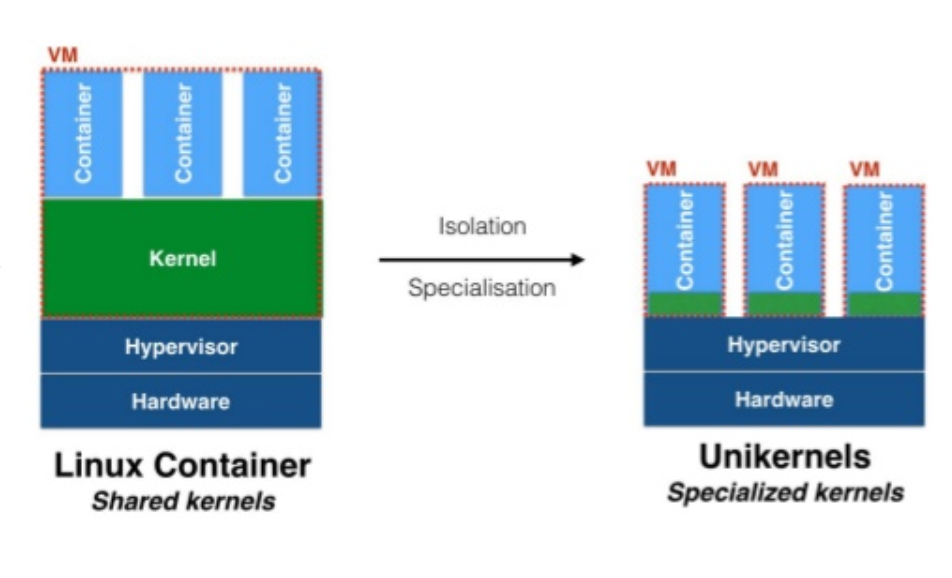 VM
Container
Container
Container
Kernel
Hypervisor
Hardware
Linux Container
Shared kernels
Isolation
Specialisation
VM
VM
VM
Container
Container
Container
Hypervisor
Hardware
Unikernels
Specialized kernels